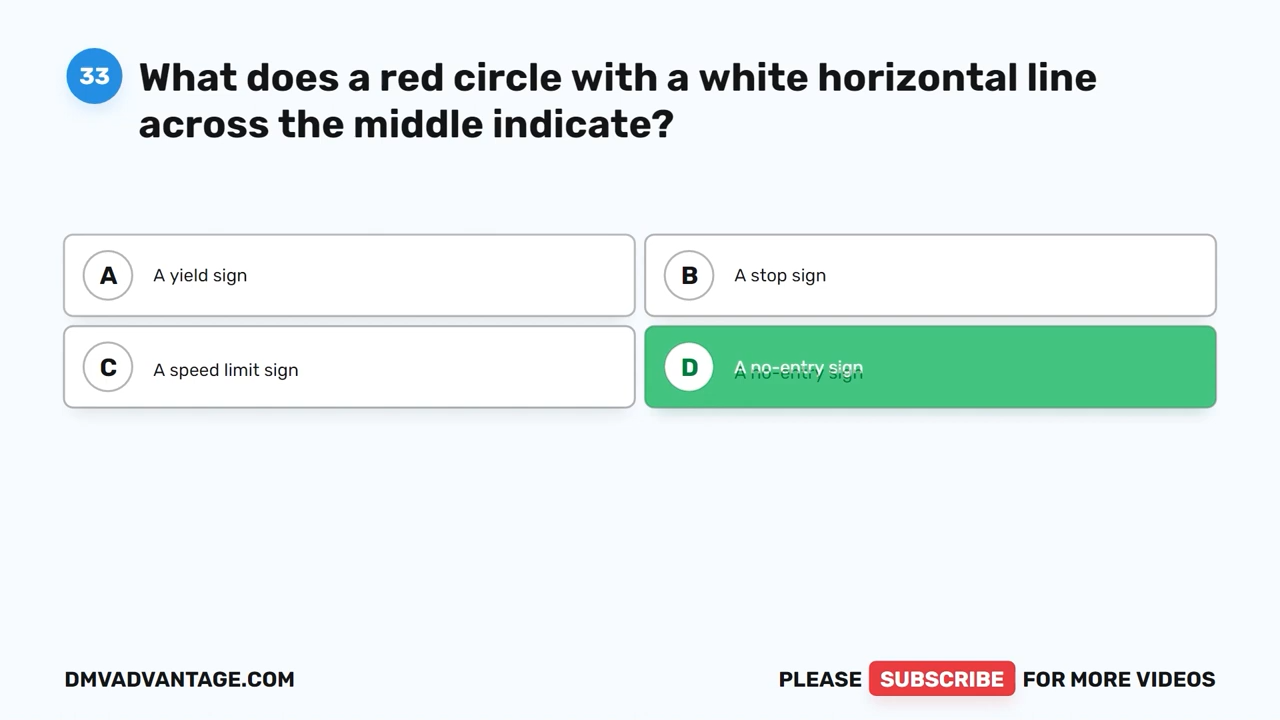 33
What does a red circle with a white horizontal line
across the middle indicate?
A
A yield sign
B
A stop sign
C
A speed limit sign
D
A no-entry sign
DMVADVANTAGE.COM
PLEASE SUBSCRIBE FOR MORE VIDEOS